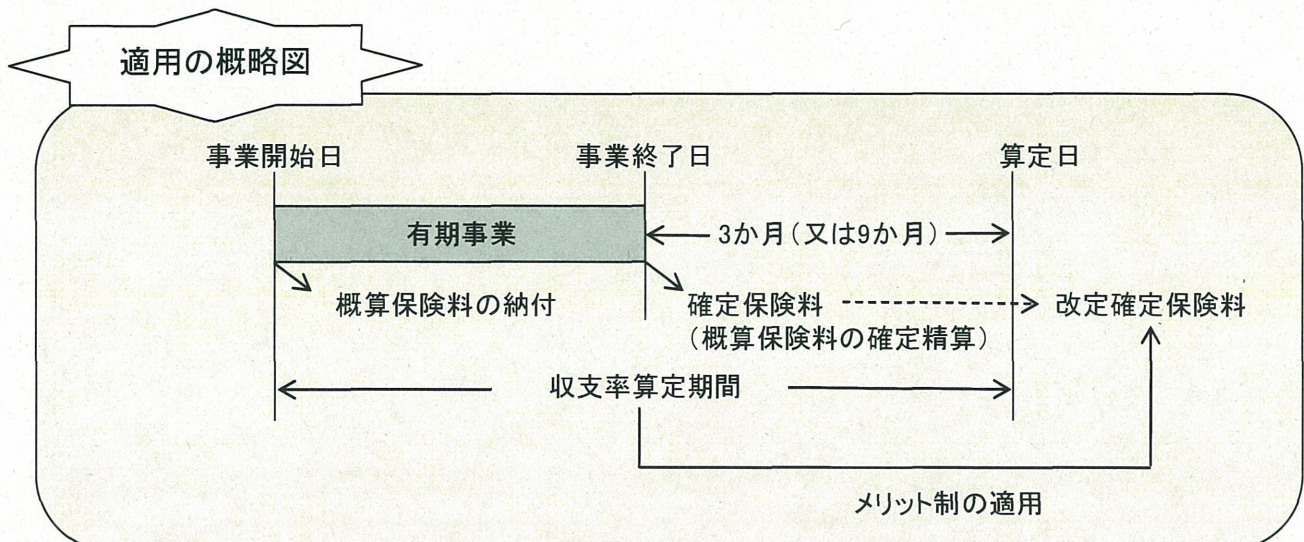 適用の概略図
事業開始日
事業終了日
算定日
有期事業
3か月(又は9か月)
概算保険料の納付
確定保険料
(概算保険料の確定精算)
改定確定保険料
収支率算定期間
メリット制の適用